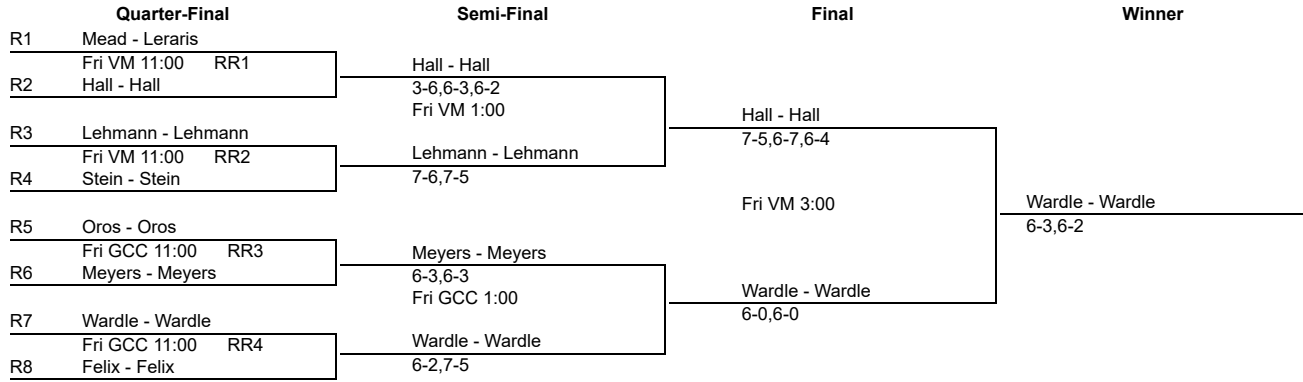 Quarter-Final Semi-Final Final Winner
R1 Mead - Leraris
Fri VM 11:00 RR1
R2 Hall - Hall
Hall - Hall
3-6,6-3,6-2
Fri VM 1:00
R3 Lehmann - Lehmann
Fri VM 11:00 RR2
R4 Stein - Stein
Lehmann - Lehmann
7-6,7-5
Hall - Hall
7-5,6-7,6-4
Fri VM 3:00
R5 Oros - Oros
Fri GCC 11:00 RR3
R6 Meyers - Meyers
Meyers - Meyers
6-3,6-3
Fri GCC 1:00
R7 Wardle - Wardle
Fri GCC 11:00 RR4
R8 Felix - Felix
Wardle - Wardle
6-2,7-5
Wardle - Wardle
6-0,6-0
Wardle - Wardle
6-3,6-2